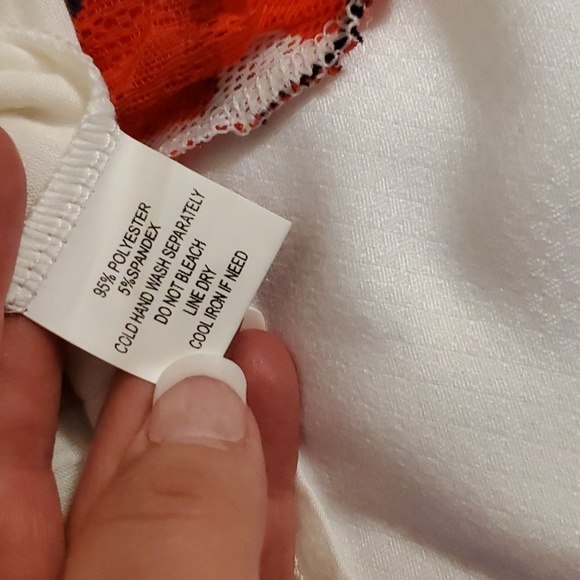 95% POLYESTER
5%SPANDEX
COLD HAND WASH SEPARATELY
DO NOT BLEACH
LINE DRY
COOL IRON IF NEED